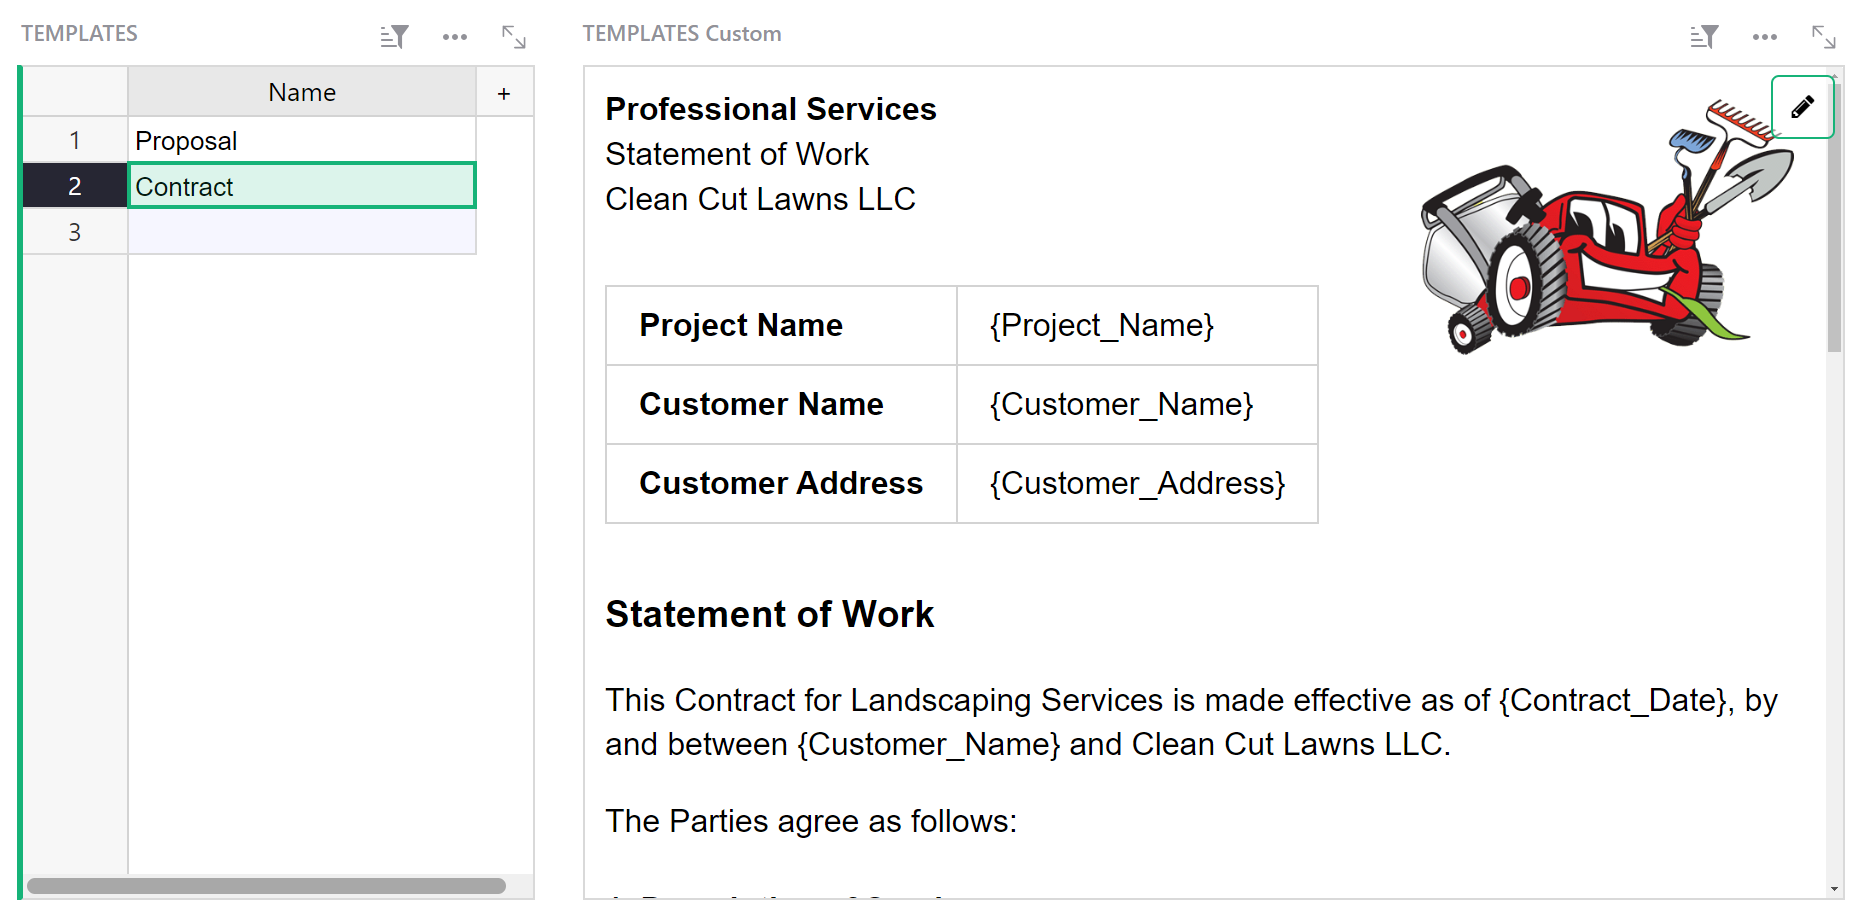 TEMPLATES
Name
+
1
Proposal
2
Contract
3
TEMPLATES Custom
Professional Services
Statement of Work
Clean Cut Lawns LLC
Project Name {Project_Name}
Customer Name {Customer_Name}
Customer Address {Customer_Address}
Statement of Work
This Contract for Landscaping Services is made effective as of {Contract_Date}, by
and between {Customer_Name} and Clean Cut Lawns LLC.
The Parties agree as follows: